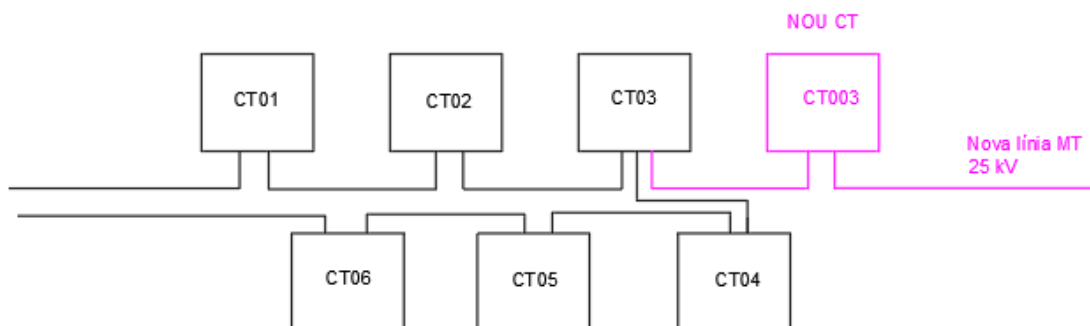 NOU CT
CT01
CT02
CT03
CT003
Nova línia MT
25 kV
CT06
CT05
CT04